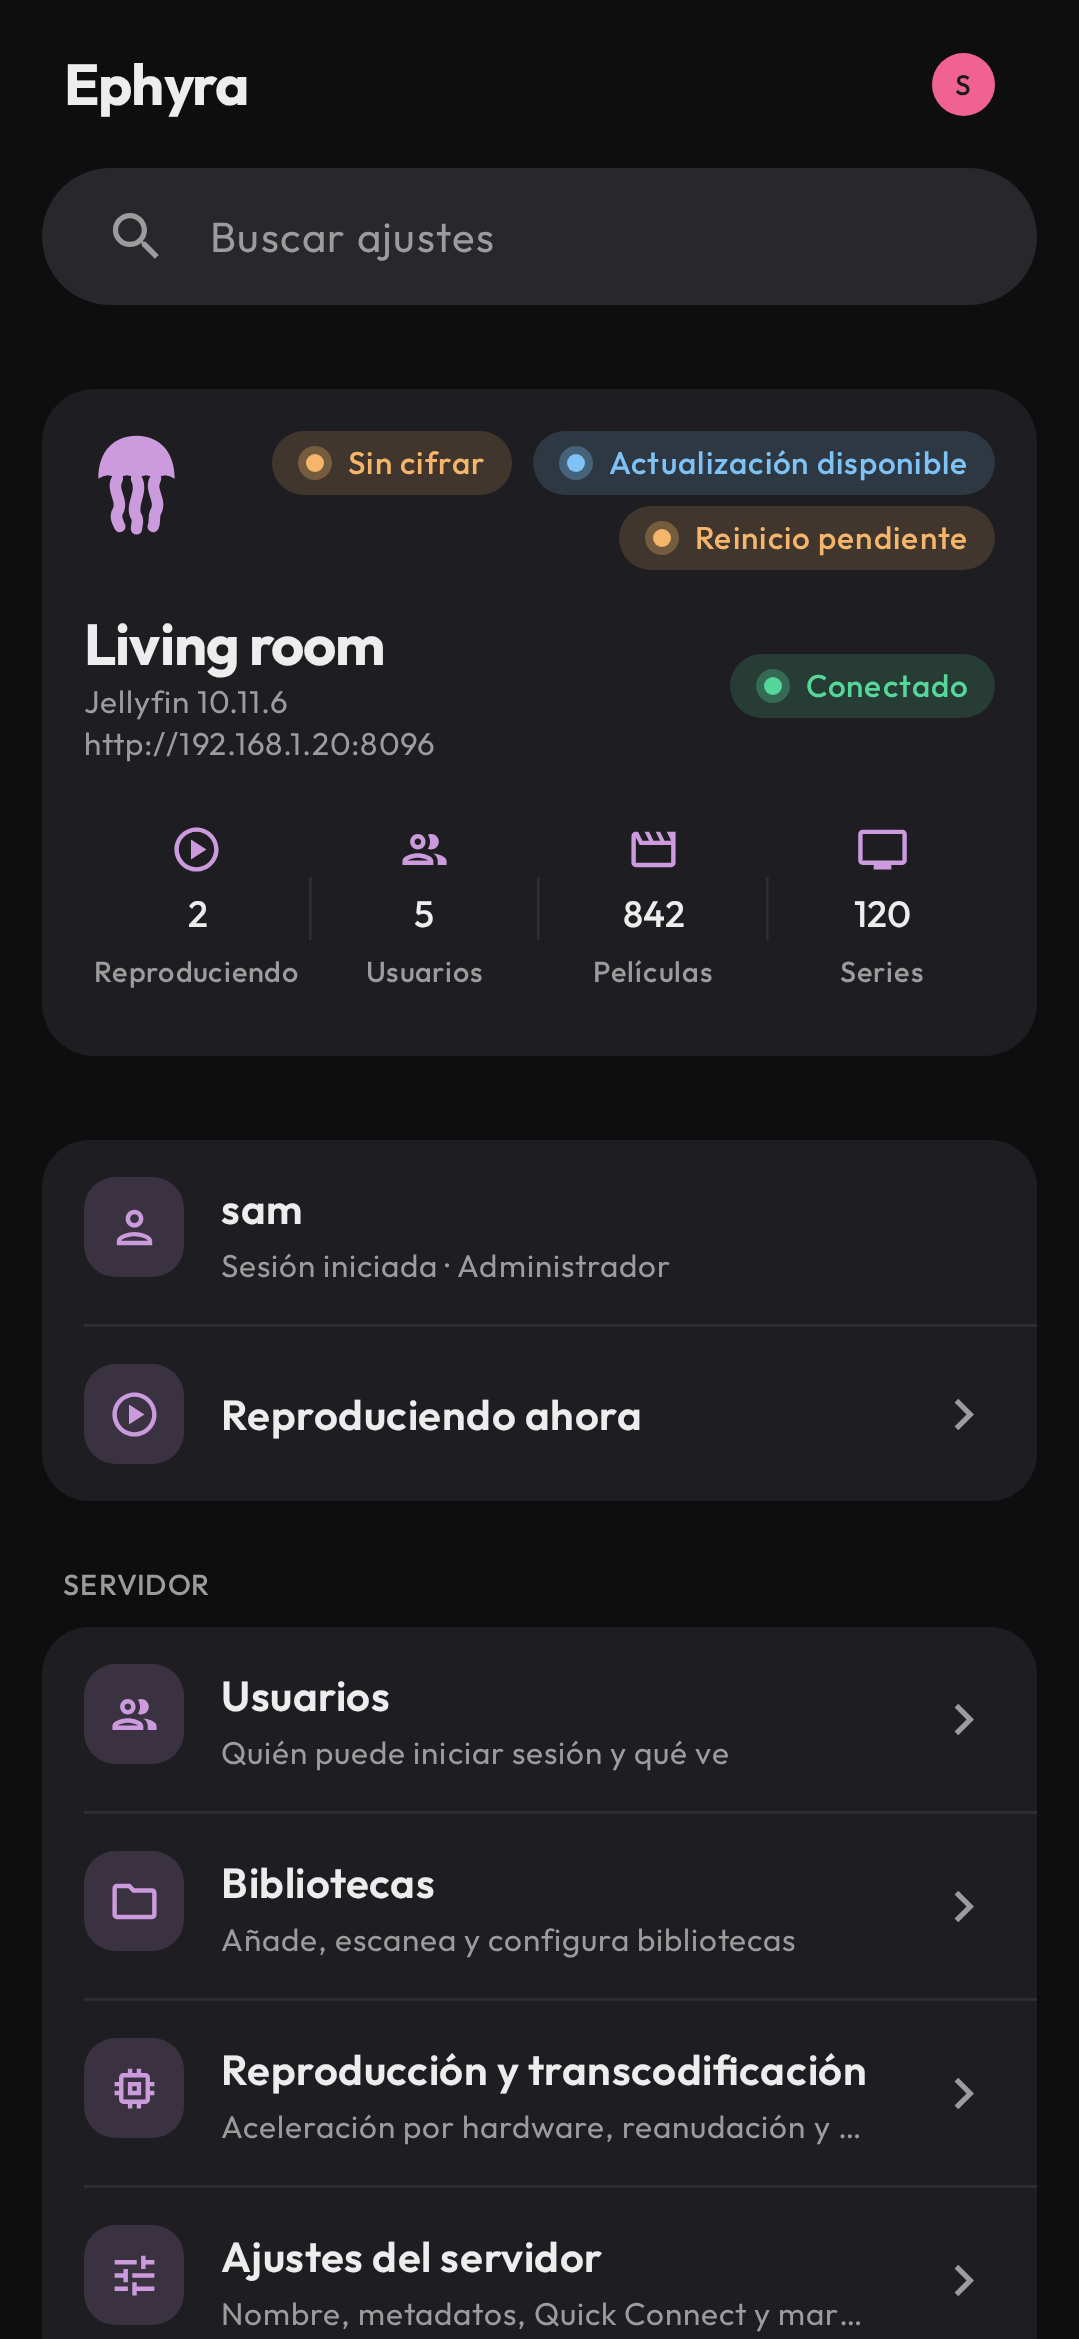 Ephyra
S
Buscar ajustes
Sin cifrar
Actualización disponible
Reinicio pendiente
Living room
Jellyfin 10.11.6
http://192.168.1.20:8096
Conectado
2
5
842
120
Reproduciendo
Usuarios
Películas
Series
sam
Sesión iniciada · Administrador
Reproduciendo ahora
SERVIDOR
Usuarios
Quién puede iniciar sesión y qué ve
Bibliotecas
Añade, escanea y configura bibliotecas
Reproducción y transcodificación
Aceleración por hardware, reanudación y ...
Ajustes del servidor
Nombre, metadatos, Quick Connect y mar...